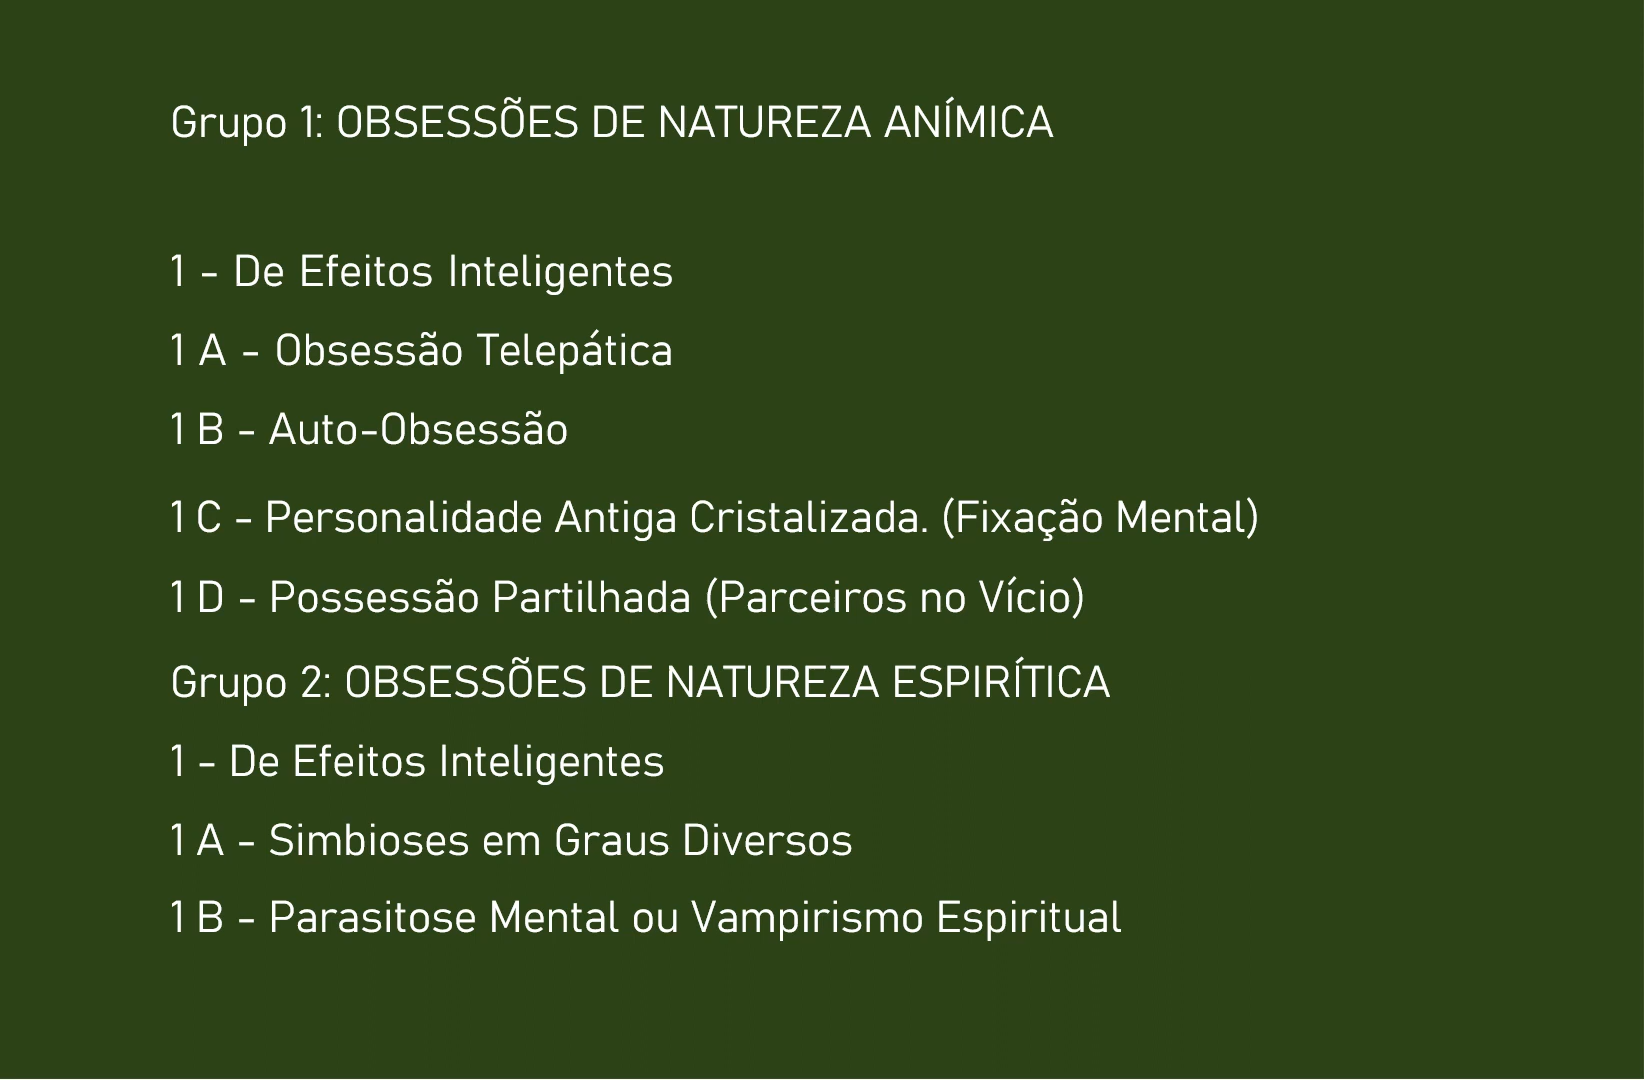 Grupo 1: OBSESSÕES DE NATUREZA ANÍMICA
1 - De Efeitos Inteligentes
1 A - Obsessão Telepática
1 B - Auto-Obsessão
1 C - Personalidade Antiga Cristalizada. (Fixação Mental)
1 D - Possessão Partilhada (Parceiros no Vício)
Grupo 2: OBSESSÕES DE NATUREZA ESPIRÍTICA
1 - De Efeitos Inteligentes
1 A - Simbioses em Graus Diversos
1 B - Parasitose Mental ou Vampirismo Espiritual